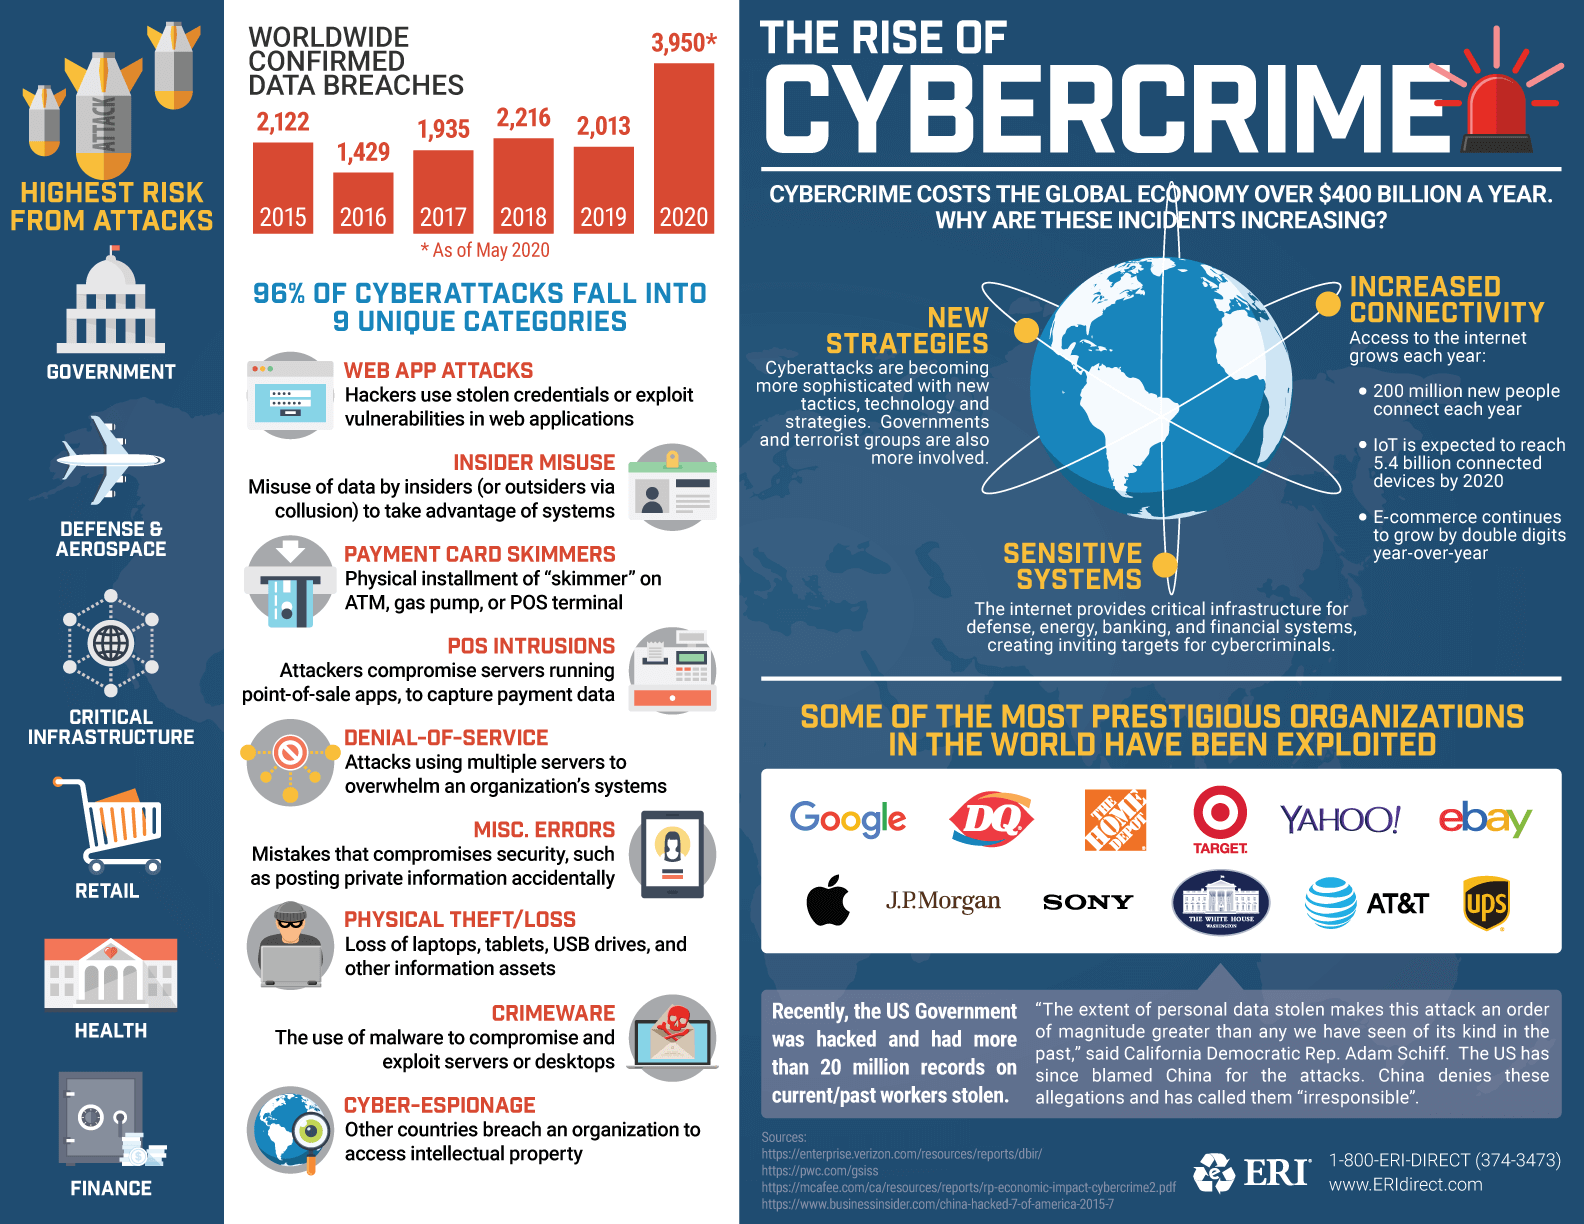 ATTACK
HIGHEST RISK
FROM ATTACKS
GOVERNMENT
DEFENSE &
AEROSPACE
CRITICAL
INFRASTRUCTURE
RETAIL
HEALTH
FINANCE
WORLDWIDE
CONFIRMED
DATA BREACHES
2,122
1,429
1,935
2,216
2,013
3,950*
2015
2016
2017
2018
2019
2020
* As of May 2020
96% OF CYBERATTACKS FALL INTO
9 UNIQUE CATEGORIES
WEB APP ATTACKS
Hackers use stolen credentials or exploit
vulnerabilities in web applications
INSIDER MISUSE
Misuse of data by insiders (or outsiders via
collusion) to take advantage of systems
PAYMENT CARD SKIMMERS
Physical installment of “skimmer” on
ATM, gas pump, or POS terminal
POS INTRUSIONS
Attackers compromise servers running
point-of-sale apps, to capture payment data
DENIAL-OF-SERVICE
Attacks using multiple servers to
overwhelm an organization’s systems
MISC. ERRORS
Mistakes that compromises security, such
as posting private information accidentally
PHYSICAL THEFT/LOSS
Loss of laptops, tablets, USB drives, and
other information assets
CRIMEWARE
The use of malware to compromise and
exploit servers or desktops
CYBER-ESPIONAGE
Other countries breach an organization to
access intellectual property
THE RISE OF
CYBERCRIME
CYBERCRIME COSTS THE GLOBAL ECONOMY OVER $400 BILLION A YEAR.
WHY ARE THESE INCIDENTS INCREASING?
NEW
STRATEGIES
Cyberattacks are becoming
more sophisticated with new
tactics, technology and
strategies. Governments
and terrorist groups are also
more involved.
INCREASED
CONNECTIVITY
Access to the internet
grows each year:
• 200 million new people
connect each year
• IoT is expected to reach
5.4 billion connected
devices by 2020
• E-commerce continues
to grow by double digits
year-over-year
SENSITIVE
SYSTEMS
The internet provides critical infrastructure for
defense, energy, banking, and financial systems,
creating inviting targets for cybercriminals.
SOME OF THE MOST PRESTIGIOUS ORGANIZATIONS
IN THE WORLD HAVE BEEN EXPLOITED
Google
DQ
THE HOME DEPOT
TARGET.
YAHOO!
ebay
J.P.Morgan
SONY
THE WHITE HOUSE
WASHINGTON
AT&T
ups
Recently, the US Government
was hacked and had more
than 20 million records on
current/past workers stolen.
“The extent of personal data stolen makes this attack an order
of magnitude greater than any we have seen of its kind in the
past,” said California Democratic Rep. Adam Schiff. The US has
since blamed China for the attacks. China denies these
allegations and has called them “irresponsible”.
Sources:
https://enterprise.verizon.com/resources/reports/dbir/
https://pwc.com/gsiss
https://mcafee.com/ca/resources/reports/rp-economic-impact-cybercrime2.pdf
https://www.businessinsider.com/china-hacked-7-of-america-2015-7
e
ERI
1-800-ERI-DIRECT (374-3473)
www.ERIdirect.com